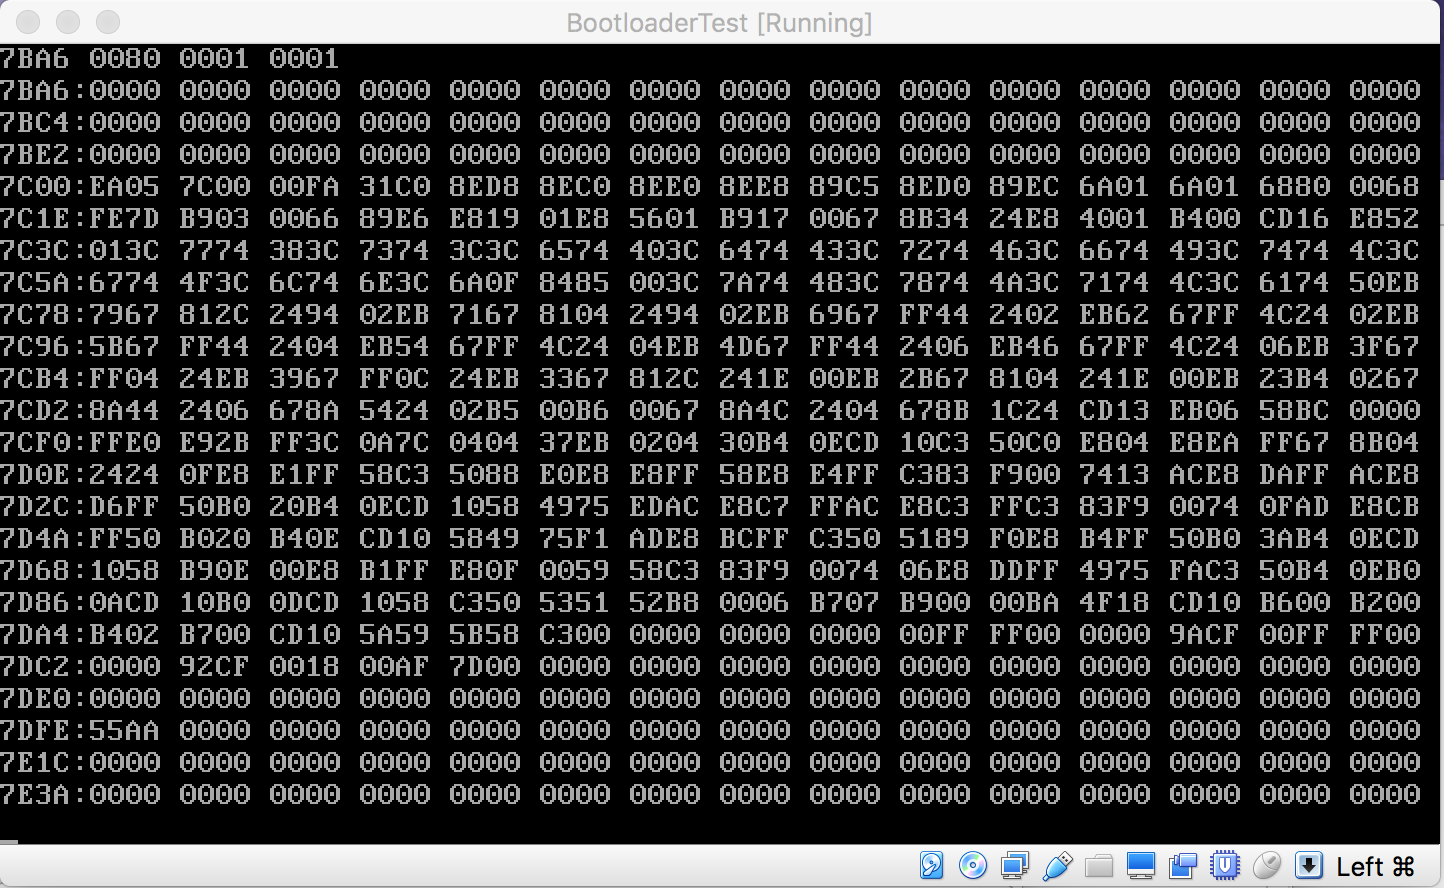 BootloaderTest [Running]
7BA6 0080 0001 0001
7BA6:0000 0000 0000 0000 0000 0000 0000 0000 0000 0000 0000 0000 0000 0000 0000
7BC4:0000 0000 0000 0000 0000 0000 0000 0000 0000 0000 0000 0000 0000 0000 0000
7BE2:0000 0000 0000 0000 0000 0000 0000 0000 0000 0000 0000 0000 0000 0000 0000
7C00:EA05 7C00 00FA 31C0 8ED8 8EC0 8EE0 8EE8 89C5 8ED0 89EC 6A01 6A01 6880 0068
7C1E:FE7D B903 0066 89E6 E819 01E8 5601 B917 0067 8B34 24E8 4001 B400 CD16 E852
7C3C:013C 7774 383C 7374 3C3C 6574 403C 6474 433C 7274 463C 6674 493C 7474 4C3C
7C5A:6774 4F3C 6C74 6E3C 6A0F 8485 003C 7A74 483C 7874 4A3C 7174 4C3C 6174 50EB
7C78:7967 812C 2494 02EB 7167 8104 2494 02EB 6967 FF44 2402 EB62 67FF 4C24 02EB
7C96:5B67 FF44 2404 EB54 67FF 4C24 04EB 4D67 FF44 2406 EB46 67FF 4C24 06EB 3F67
7CB4:FF04 24EB 3967 FF0C 24EB 3367 812C 241E 00EB 2B67 8104 241E 00EB 23B4 0267
7CD2:8A44 2406 678A 5424 02B5 00B6 0067 8A4C 2404 678B 1C24 CD13 EB06 58BC 0000
7CF0:FFE0 E92B FF3C 0A7C 0404 37EB 0204 30B4 0ECD 10C3 50C0 E804 E8EA FF67 8B04
7D0E:2424 0FE8 E1FF 58C3 5088 E0E8 E8FF 58E8 E4FF C383 F900 7413 ACE8 DAFF ACE8
7D2C:D6FF 50B0 20B4 0ECD 1058 4975 EDAC E8C7 FFAC E8C3 FFC3 83F9 0074 0FAD E8CB
7D4A:FF50 B020 B40E CD10 5849 75F1 ADE8 BCFF C350 5189 F0E8 B4FF 50B0 3AB4 0ECD
7D68:1058 B90E 00E8 B1FF E80F 0059 58C3 83F9 0074 06E8 DDFF 4975 FAC3 50B4 0EB0
7D86:0ACD 10B0 0DCD 1058 C350 5351 52B8 0006 B707 B900 00BA 4F18 CD10 B600 B200
7DA4:B402 B700 CD10 5A59 5B58 C300 0000 0000 0000 00FF FF00 0000 9ACF 00FF FF00
7DC2:0000 92CF 0018 00AF 7D00 0000 0000 0000 0000 0000 0000 0000 0000 0000 0000
7DE0:0000 0000 0000 0000 0000 0000 0000 0000 0000 0000 0000 0000 0000 0000 0000
7DFE:55AA 0000 0000 0000 0000 0000 0000 0000 0000 0000 0000 0000 0000 0000 0000
7E1C:0000 0000 0000 0000 0000 0000 0000 0000 0000 0000 0000 0000 0000 0000 0000
7E3A:0000 0000 0000 0000 0000 0000 0000 0000 0000 0000 0000 0000 0000 0000 0000
Left ⌘